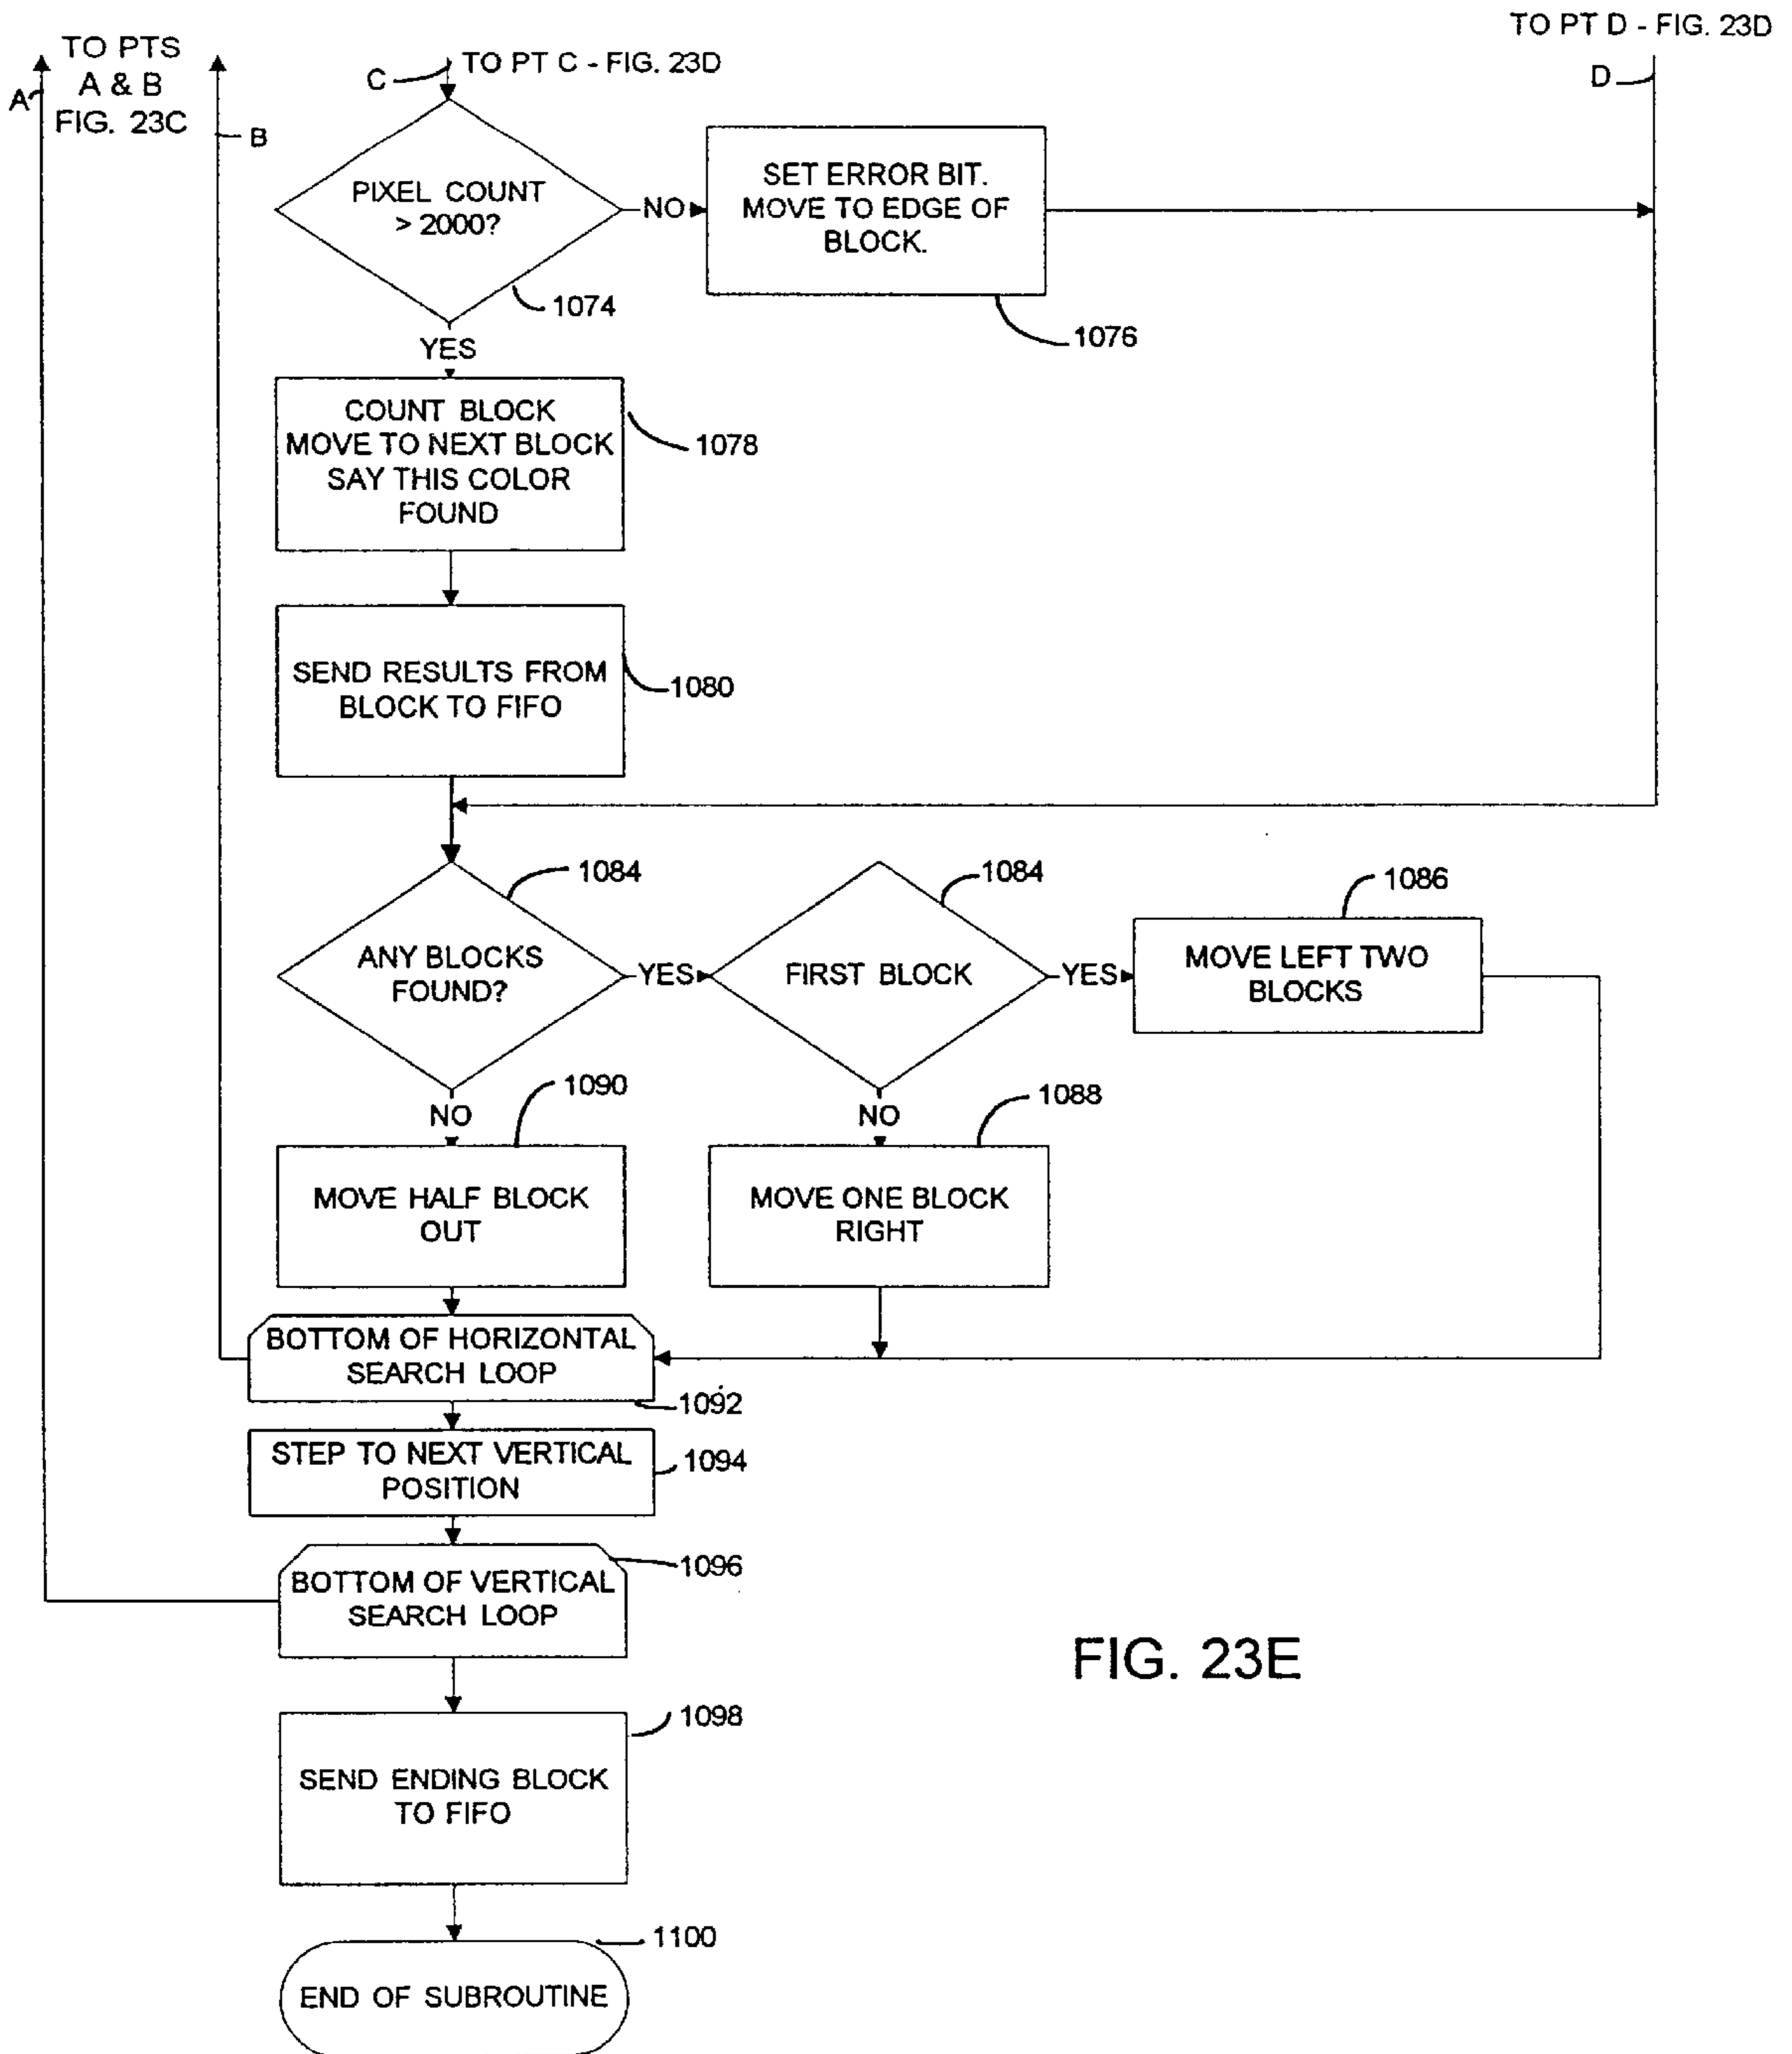 TO PT D - FIG. 23D
TO PTS
A & B
FIG. 23C
A
B
C
TO PT C - FIG. 23D
D
PIXEL COUNT
> 2000?
NO
SET ERROR BIT.
MOVE TO EDGE OF
BLOCK.
1074
1076
YES
COUNT BLOCK
MOVE TO NEXT BLOCK
SAY THIS COLOR
FOUND
1078
SEND RESULTS FROM
BLOCK TO FIFO
1080
1084
1084
1086
ANY BLOCKS
FOUND?
YES
FIRST BLOCK
YES
MOVE LEFT TWO
BLOCKS
NO
1090
NO
1088
MOVE HALF BLOCK
OUT
MOVE ONE BLOCK
RIGHT
BOTTOM OF HORIZONTAL
SEARCH LOOP
1092
STEP TO NEXT VERTICAL
POSITION
1094
BOTTOM OF VERTICAL
SEARCH LOOP
1096
FIG. 23E
SEND ENDING BLOCK
TO FIFO
1098
END OF SUBROUTINE
1100